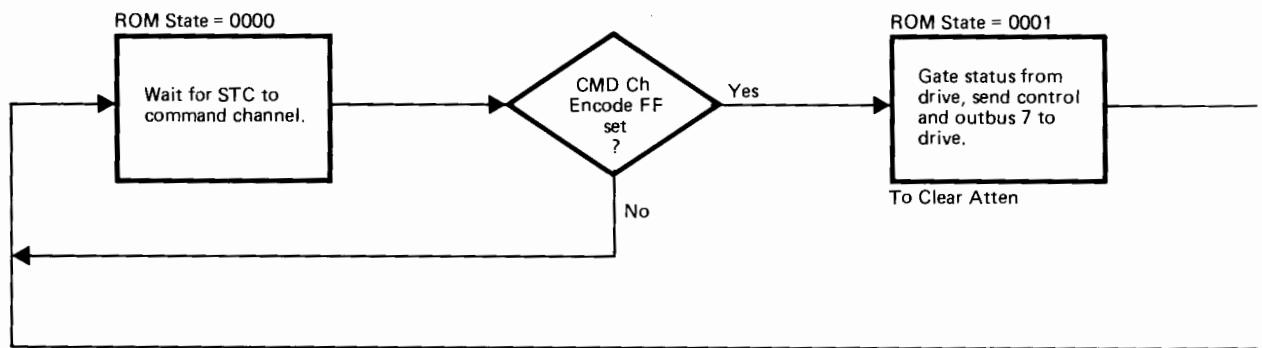 ROM State = 0000
Wait for STC to
command channel.
CMD Ch
Encode FF
set
?
Yes
No
ROM State = 0001
Gate status from
drive, send control
and outbus 7 to
drive.
To Clear Atten